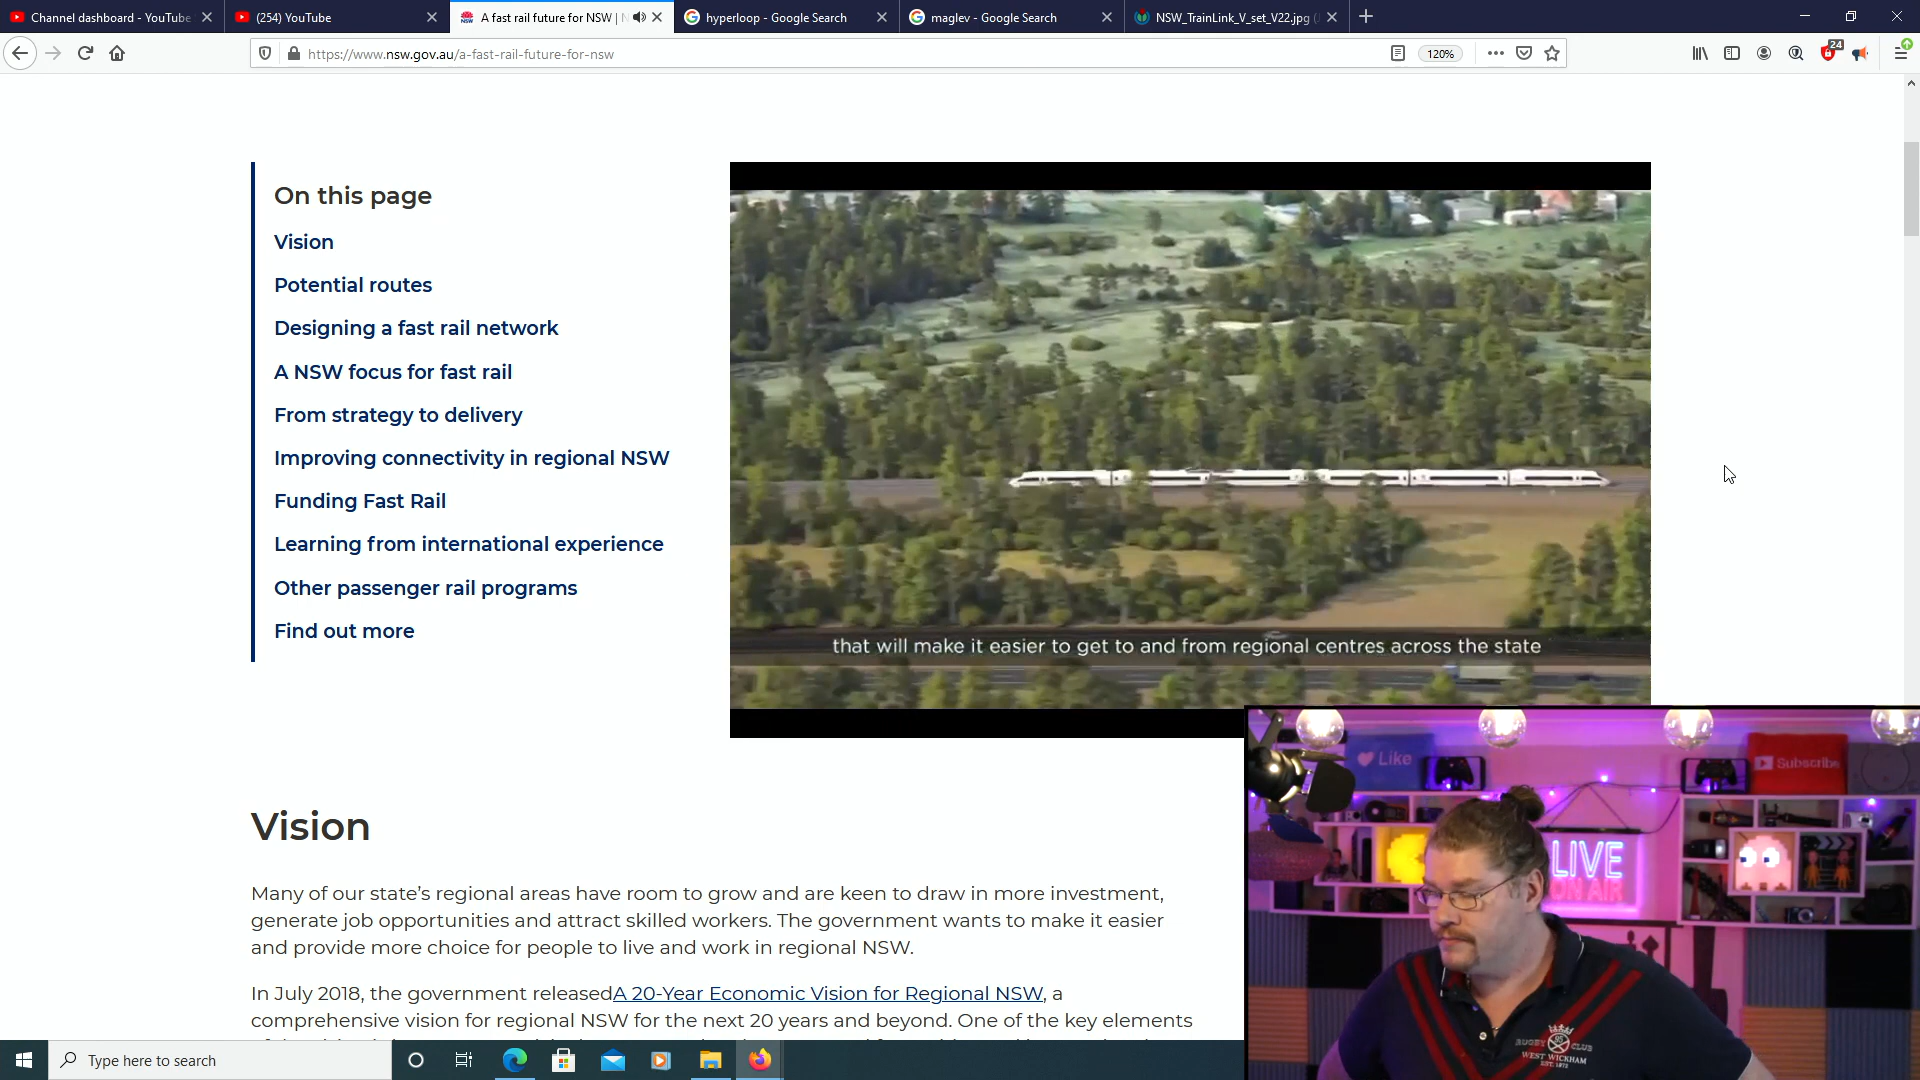 Channel dashboard - YouTube
(254) YouTube
A fast rail future for NSW |
hyperloop - Google Search
maglev - Google Search
NSW_TrainLink_V_set_V22.jpg (
https://www.nsw.gov.au/a-fast-rail-future-for-nsw
120%
24
On this page
Vision
Potential routes
Designing a fast rail network
A NSW focus for fast rail
From strategy to delivery
Improving connectivity in regional NSW
Funding Fast Rail
Learning from international experience
Other passenger rail programs
Find out more
that will make it easier to get to and from regional centres across the state
Vision
Many of our state’s regional areas have room to grow and are keen to draw in more investment,
generate job opportunities and attract skilled workers. The government wants to make it easier
and provide more choice for people to live and work in regional NSW.
In July 2018, the government releasedA 20-Year Economic Vision for Regional NSW, a
comprehensive vision for regional NSW for the next 20 years and beyond. One of the key elements
Like
Subscribe
LIVE
ON AIR
RUGBY CLUB
WEST WICKHAM
Type here to search